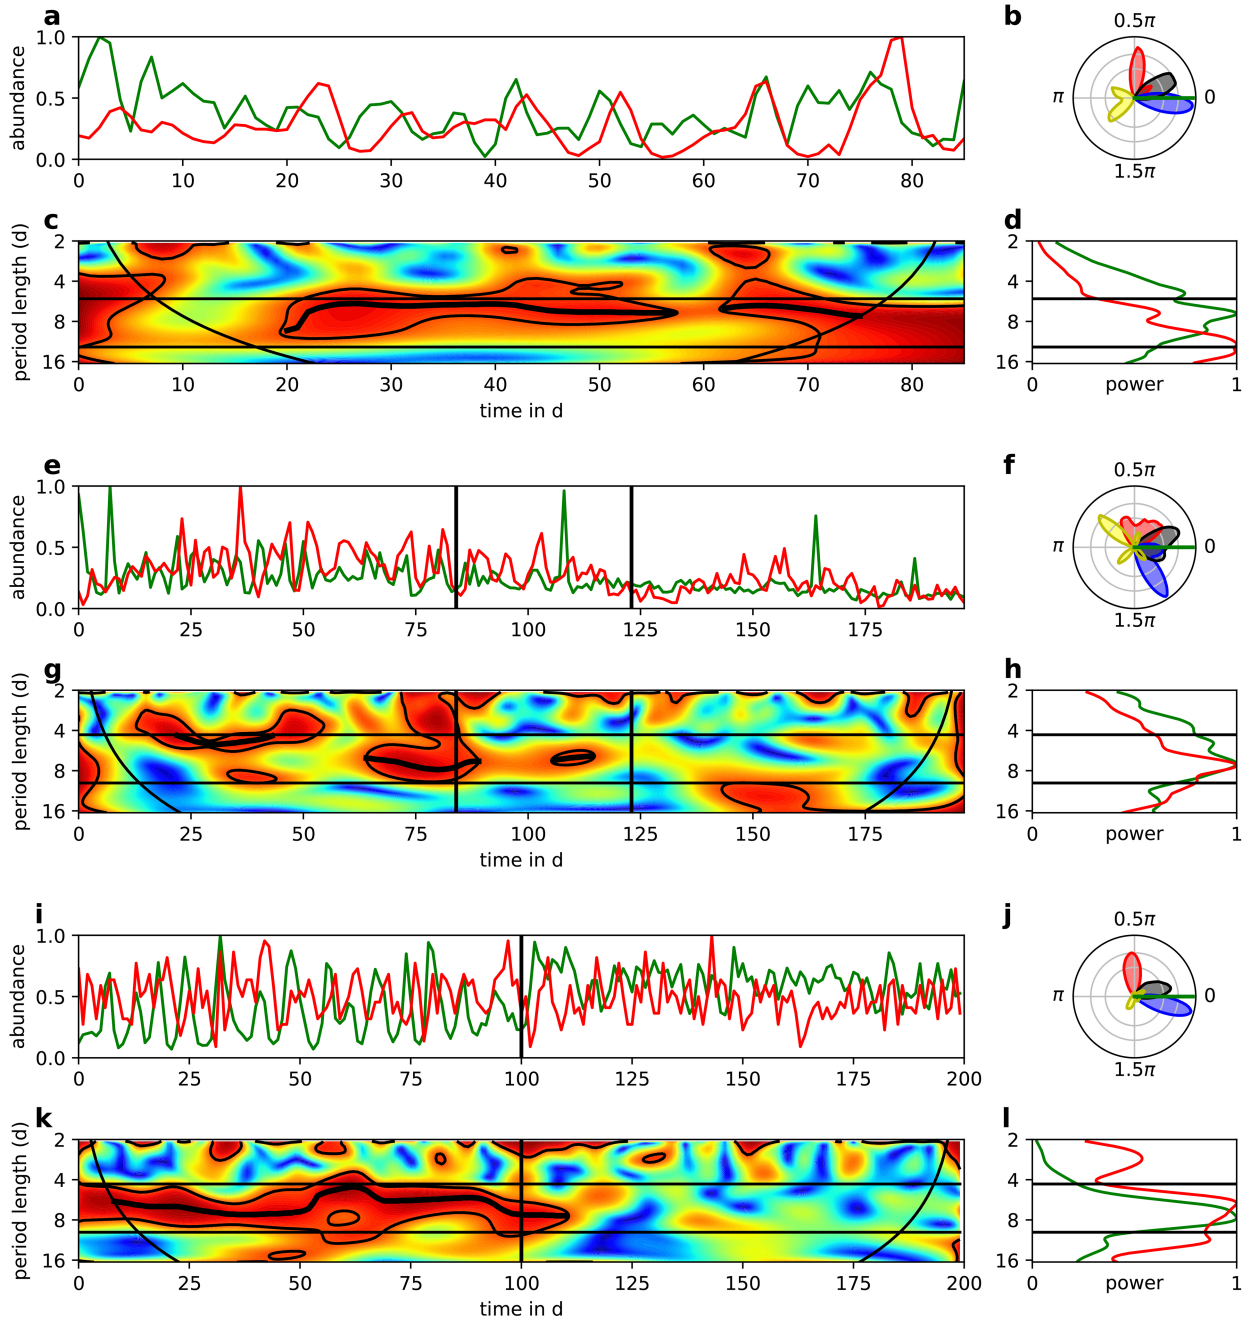 a
abundance
1.0
0.5
0.0
0 10 20 30 40 50 60 70 80
b
0.5π
π 0
1.5π
c
period length (d)
2
4
8
16
0 10 20 30 40 50 60 70 80
time in d
d
2
4
8
16
0 power 1
e
abundance
1.0
0.5
0.0
0 25 50 75 100 125 150 175
f
0.5π
π 0
1.5π
g
period length (d)
2
4
8
16
0 25 50 75 100 125 150 175
time in d
h
2
4
8
16
0 power 1
i
abundance
1.0
0.5
0.0
0 25 50 75 100 125 150 175 200
j
0.5π
π 0
1.5π
k
period length (d)
2
4
8
16
0 25 50 75 100 125 150 175 200
time in d
l
2
4
8
16
0 power 1